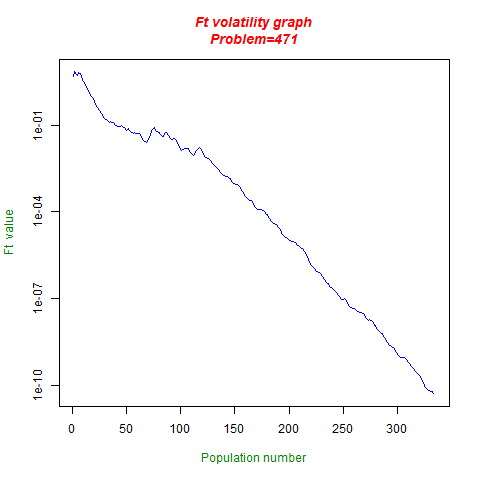 Ft volatility graph
Problem=471
1e-01
1e-04
1e-07
1e-10
Ft value
0 50 100 150 200 250 300
Population number